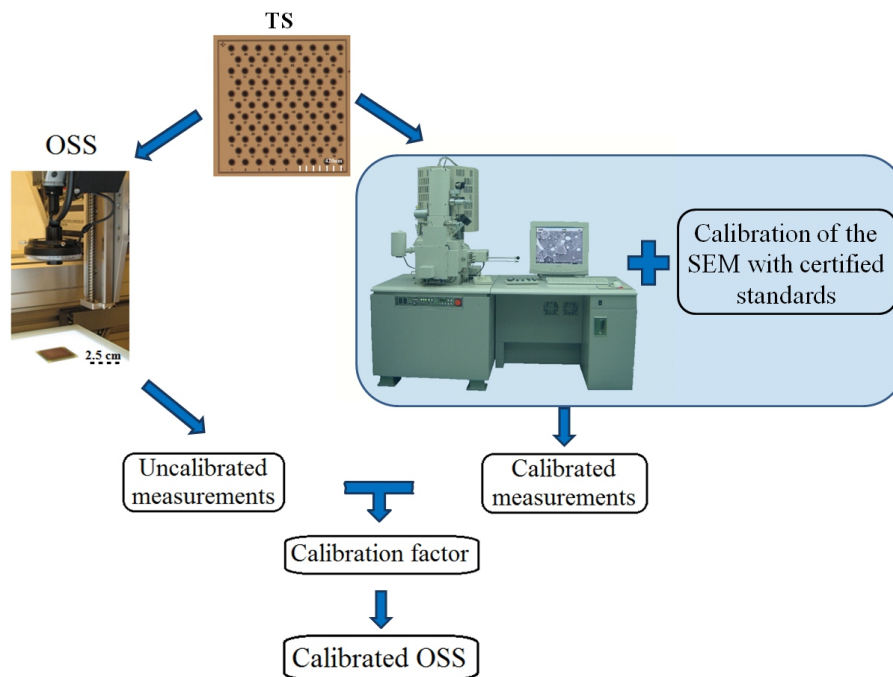 TS
420µm
OSS
2.5 cm
Calibration of the
SEM with certified
standards
Uncalibrated
measurements
Calibrated
measurements
Calibration factor
Calibrated OSS